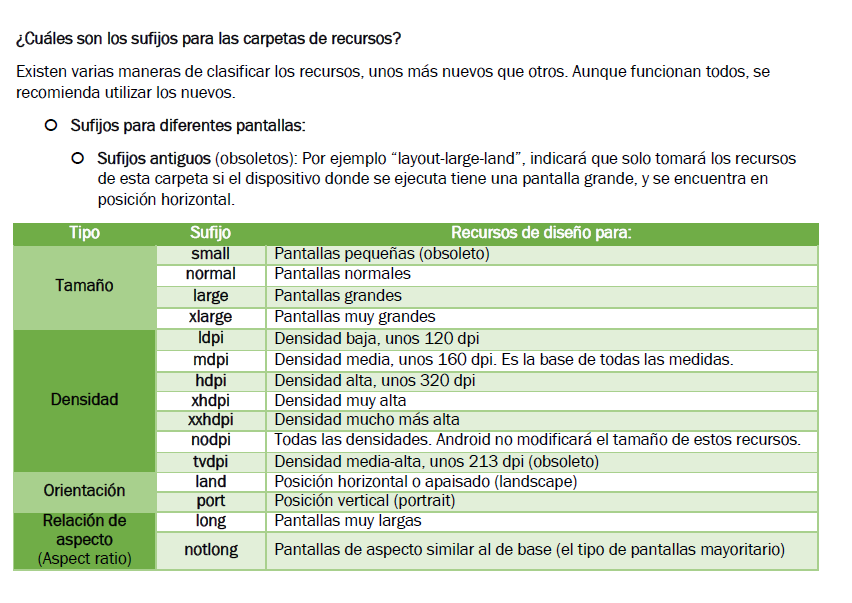 ¿Cuáles son los sufijos para las carpetas de recursos?
Existen varias maneras de clasificar los recursos, unos más nuevos que otros. Aunque funcionan todos, se
recomienda utilizar los nuevos.
Sufijos para diferentes pantallas:
Sufijos antiguos (obsoletos): Por ejemplo “layout-large-land”, indicará que solo tomará los recursos
de esta carpeta si el dispositivo donde se ejecuta tiene una pantalla grande, y se encuentra en
posición horizontal.
Tipo Sufijo Recursos de diseño para:
Tamaño
small Pantallas pequeñas (obsoleto)
normal Pantallas normales
large Pantallas grandes
xlarge Pantallas muy grandes
Densidad
ldpi Densidad baja, unos 120 dpi
mdpi Densidad media, unos 160 dpi. Es la base de todas las medidas.
hdpi Densidad alta, unos 320 dpi
xhdpi Densidad muy alta
xxhdpi Densidad mucho más alta
nodpi Todas las densidades. Android no modificará el tamaño de estos recursos.
tvdpi Densidad media-alta, unos 213 dpi (obsoleto)
Orientación
land Posición horizontal o apaisado (landscape)
port Posición vertical (portrait)
Relación de
aspecto
(Aspect ratio)
long Pantallas muy largas
notlong Pantallas de aspecto similar al de base (el tipo de pantallas mayoritario)